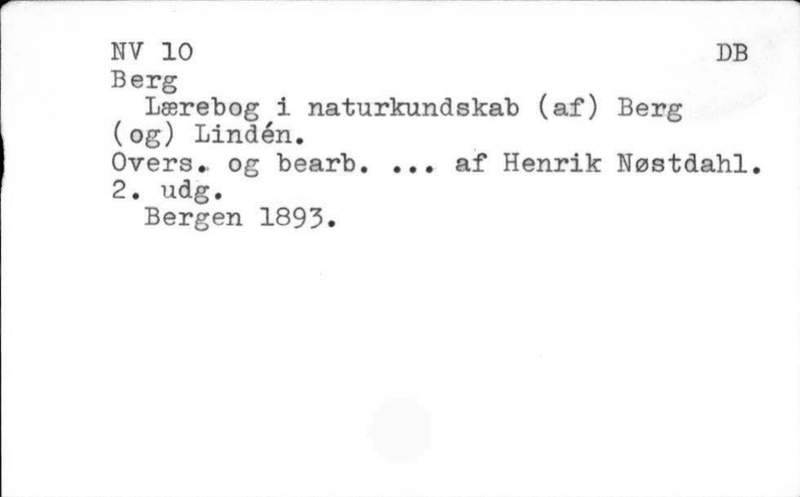 NV 10 DB
Berg
Lærebog i naturkundskab (af) Berg
(og) Lindén.
Overs. og bearb. ... af Henrik Nøstdahl.
2. udg.
Bergen 1893.